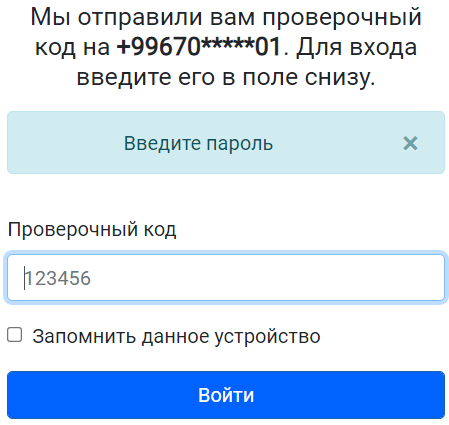 Мы отправили вам проверочный
код на +99670*****01. Для входа
введите его в поле снизу.
Введите пароль ×
Проверочный код
123456
Запомнить данное устройство
Войти